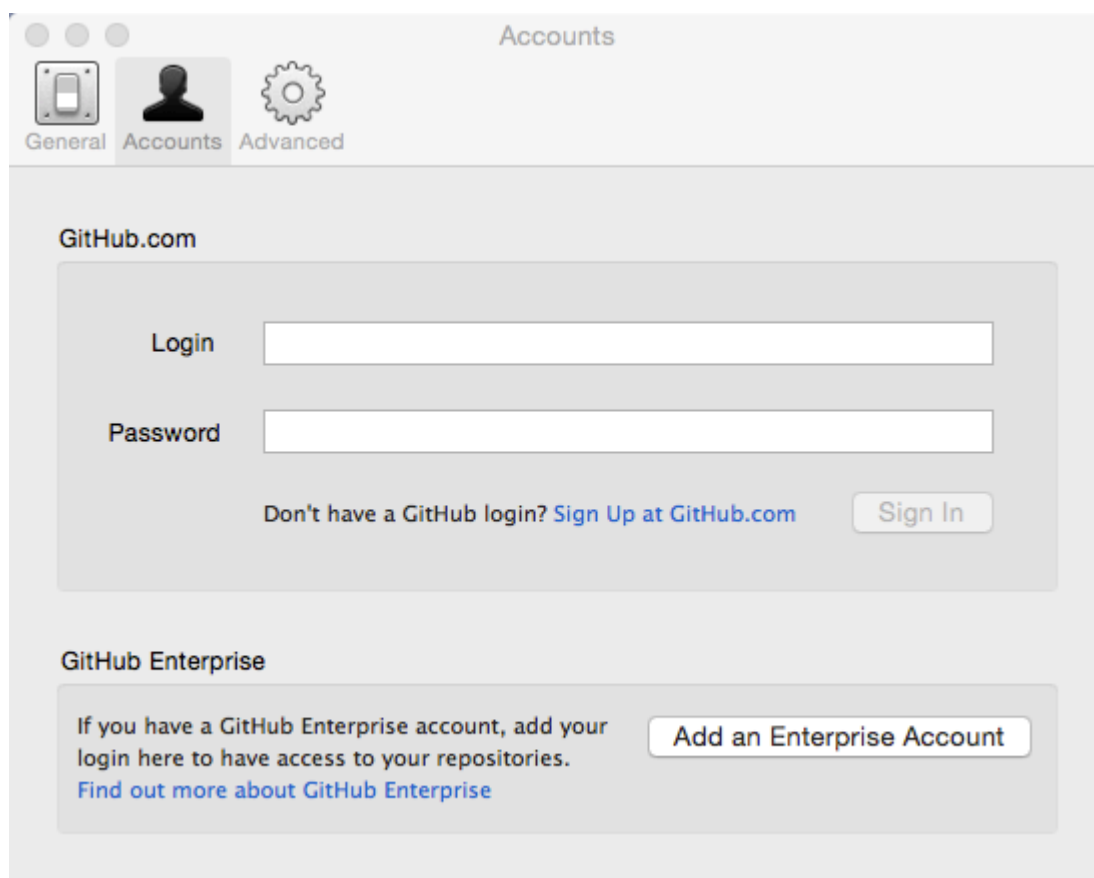 Accounts
General Accounts Advanced
GitHub.com
Login
Password
Don't have a GitHub login? Sign Up at GitHub.com
Sign In
GitHub Enterprise
If you have a GitHub Enterprise account, add your
login here to have access to your repositories.
Find out more about GitHub Enterprise
Add an Enterprise Account